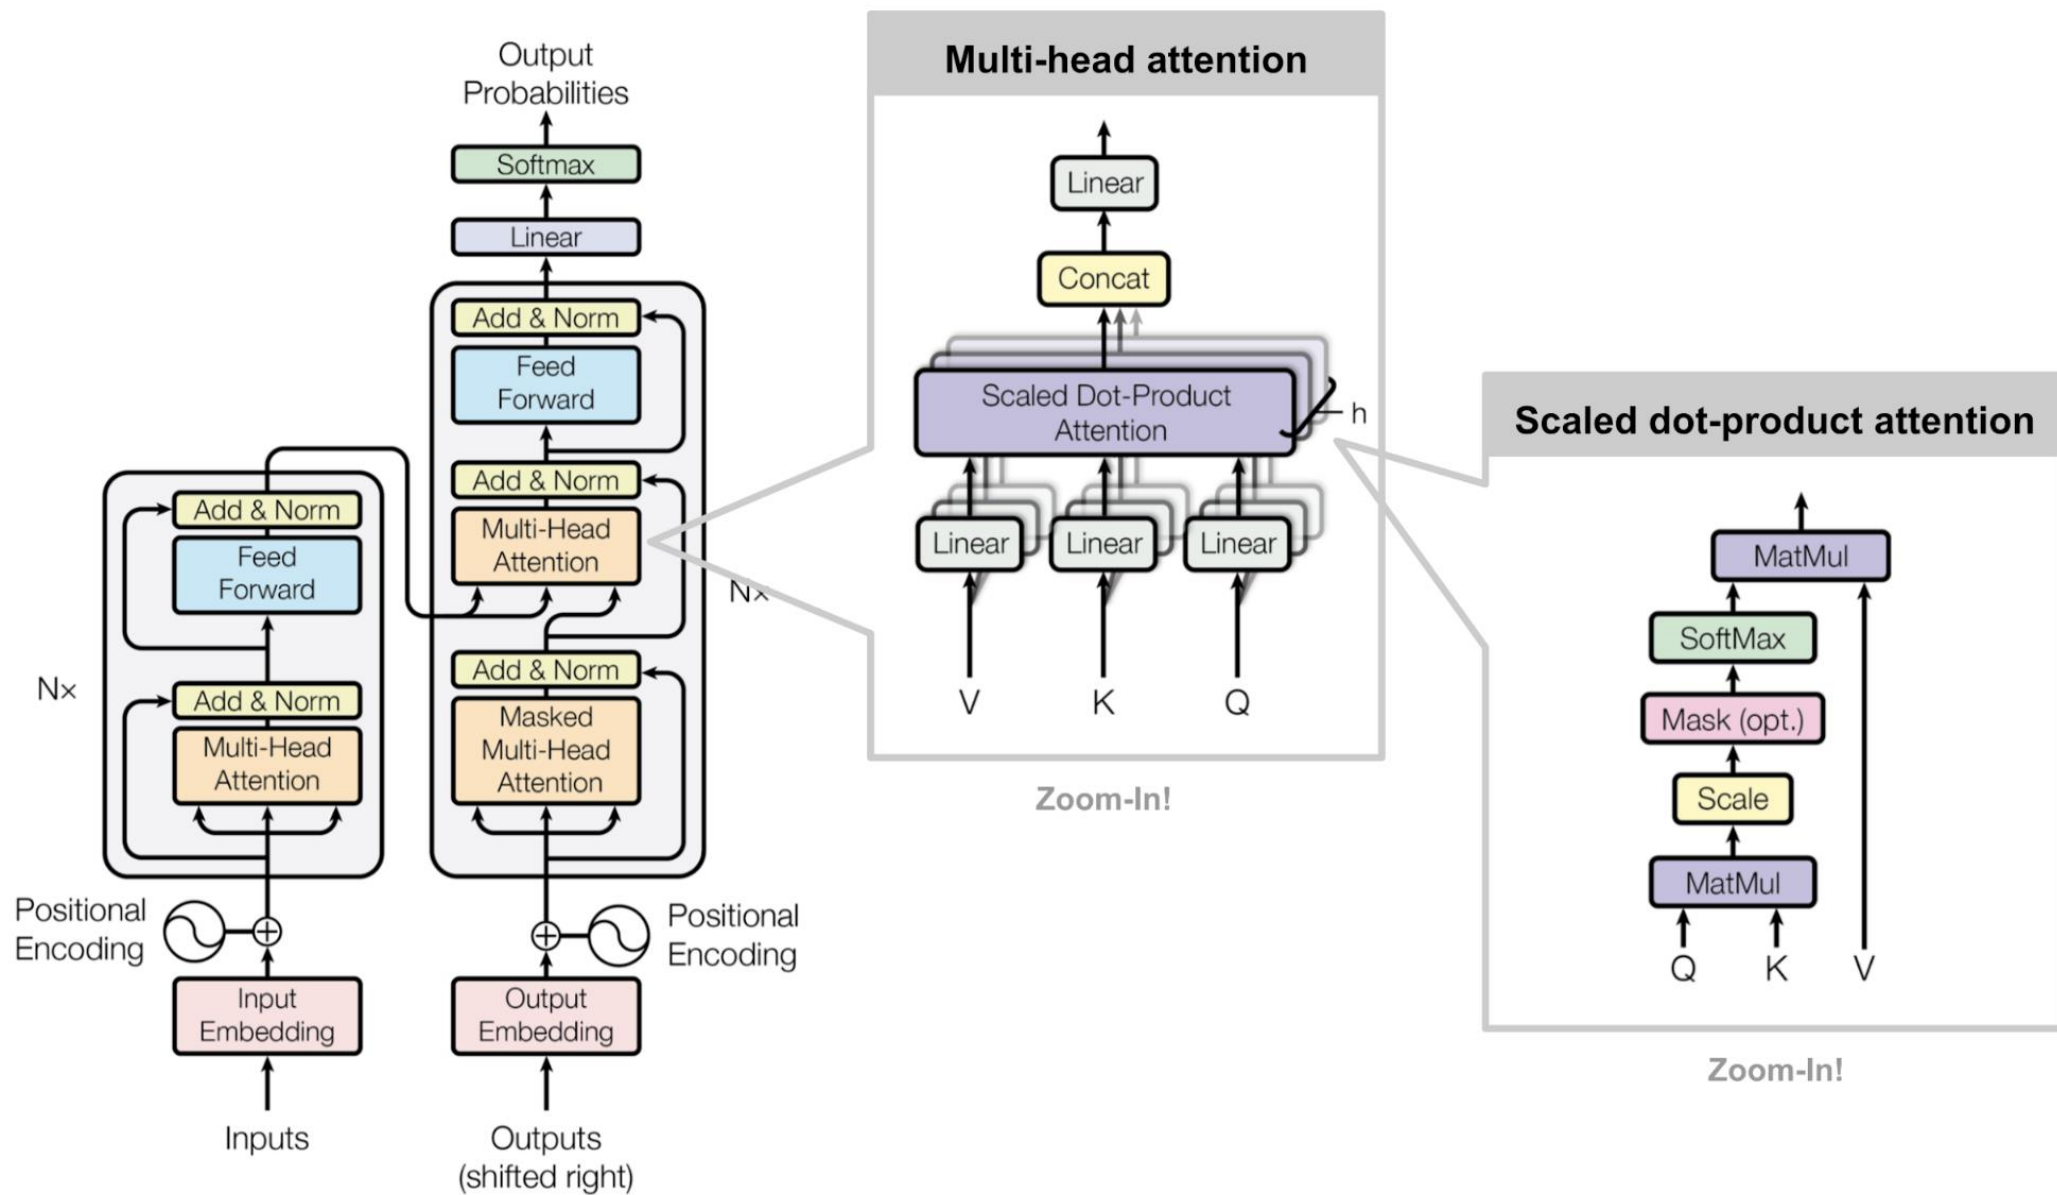 Output
Probabilities
Softmax
Linear
Add & Norm
Feed
Forward
Add & Norm
Multi-Head
Attention
N×
Add & Norm
Masked
Multi-Head
Attention
Positional
Encoding
Output
Embedding
Outputs
(shifted right)
Add & Norm
Feed
Forward
N×
Add & Norm
Multi-Head
Attention
Positional
Encoding
Input
Embedding
Inputs
Multi-head attention
Linear
Concat
Scaled Dot-Product
Attention
h
Linear
Linear
Linear
V
K
Q
Zoom-In!
Scaled dot-product attention
MatMul
SoftMax
Mask (opt.)
Scale
MatMul
Q
K
V
Zoom-In!